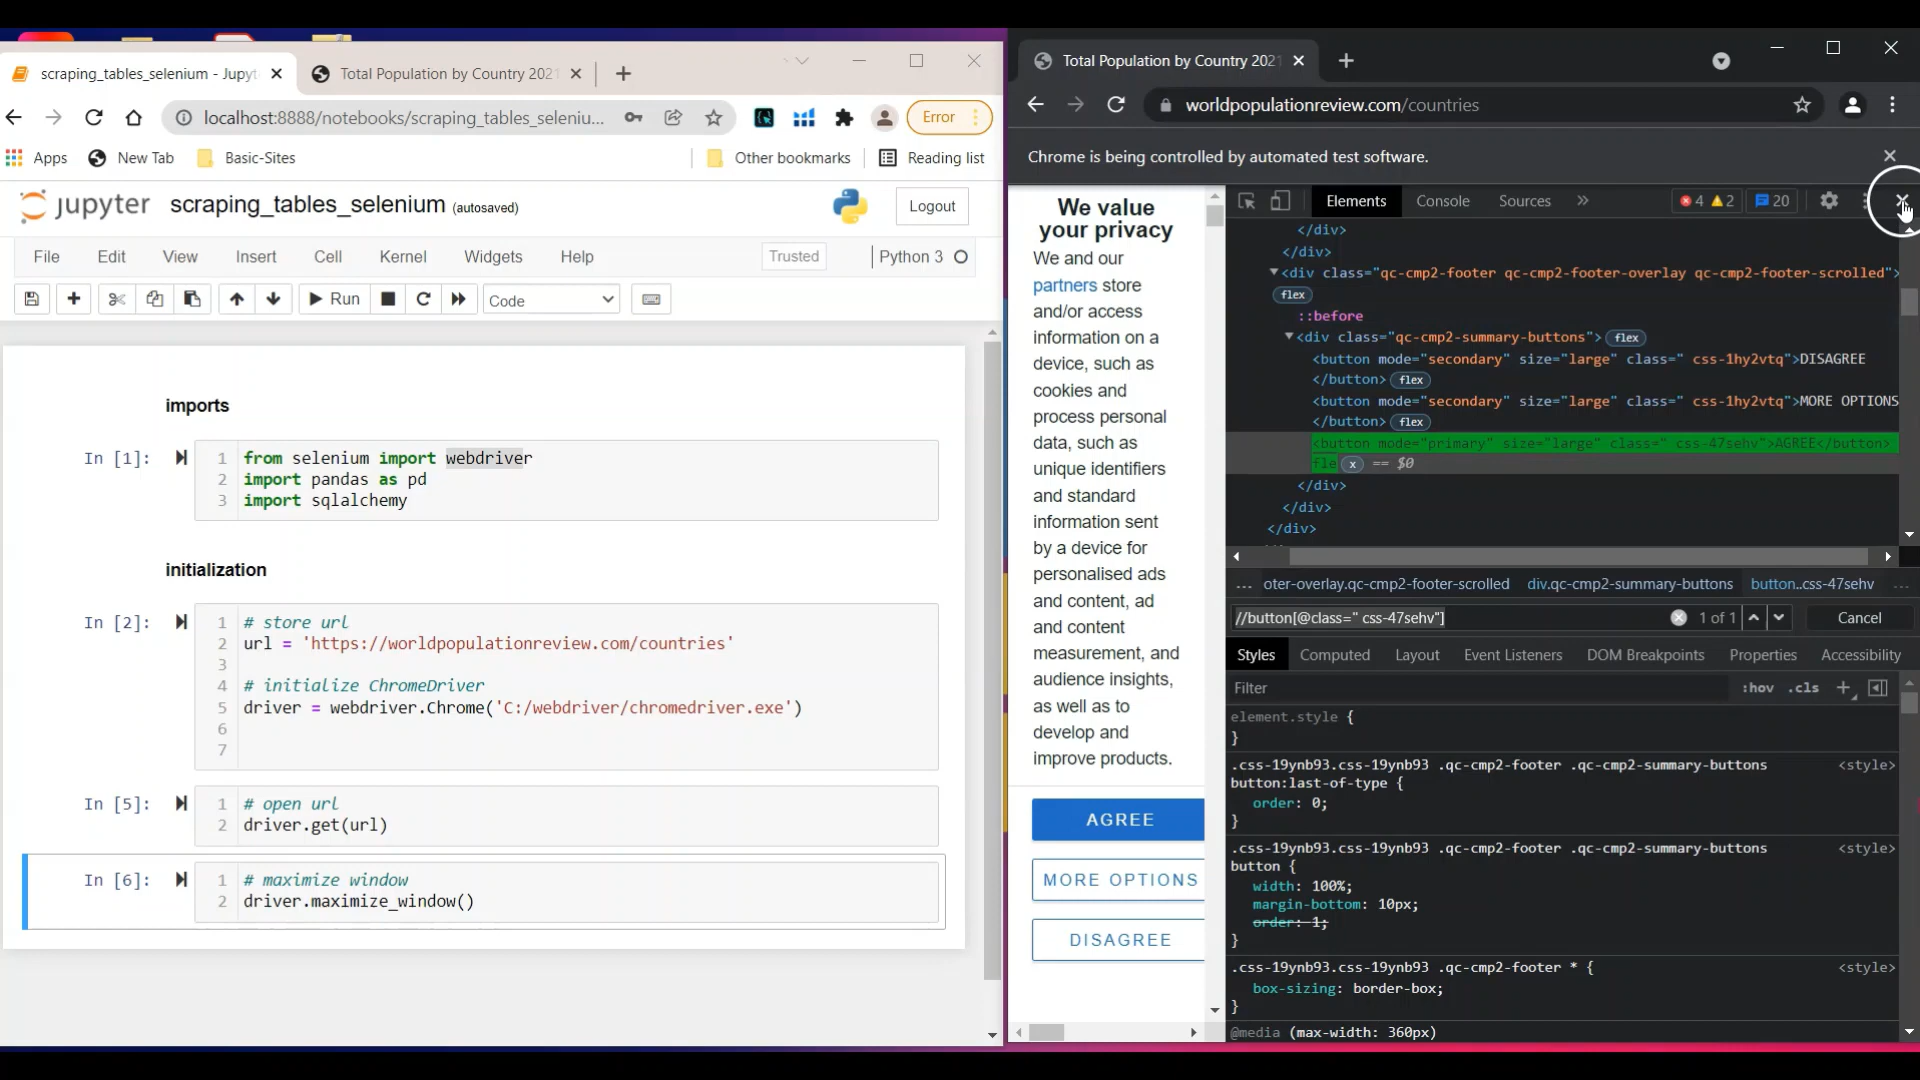 scraping_tables_selenium - Jupyt
Total Population by Country 2021
localhost:8888/notebooks/scraping_tables_seleniu...
Error
Apps
New Tab
Basic-Sites
Other bookmarks
Reading list
jupyter scraping_tables_selenium (autosaved)
Logout
File Edit View Insert Cell Kernel Widgets Help
Trusted
Python 3
Run
Code
imports
In [1]:
1 from selenium import webdriver
2 import pandas as pd
3 import sqlalchemy
initialization
In [2]:
1 # store url
2 url = 'https://worldpopulationreview.com/countries'
3
4 # initialize ChromeDriver
5 driver = webdriver.Chrome('C:/webdriver/chromedriver.exe')
6
7
In [5]:
1 # open url
2 driver.get(url)
In [6]:
1 # maximize window
2 driver.maximize_window()
Total Population by Country 2021
worldpopulationreview.com/countries
Chrome is being controlled by automated test software.
We value
your privacy
We and our
partners store
and/or access
information on a
device, such as
cookies and
process personal
data, such as
unique identifiers
and standard
information sent
by a device for
personalised ads
and content, ad
and content
measurement, and
audience insights,
as well as to
develop and
improve products.
AGREE
MORE OPTIONS
DISAGREE
Elements Console Sources » 4 2 20
</div>
</div>
<div class="qc-cmp2-footer qc-cmp2-footer-overlay qc-cmp2-footer-scrolled">
flex
::before
<div class="qc-cmp2-summary-buttons"> flex
<button mode="secondary" size="large" class=" css-1hy2vtq">DISAGREE
</button> flex
<button mode="secondary" size="large" class=" css-1hy2vtq">MORE OPTIONS
</button> flex
<button mode="primary" size="large" class=" css-47sehv">AGREE</button>
fle x == $0
</div>
</div>
</div>
... oter-overlay.qc-cmp2-footer-scrolled div.qc-cmp2-summary-buttons button..css-47sehv ...
//button[@class=" css-47sehv"] 1 of 1 Cancel
Styles Computed Layout Event Listeners DOM Breakpoints Properties Accessibility
Filter :hov .cls +
element.style {
}
.css-19ynb93.css-19ynb93 .qc-cmp2-footer .qc-cmp2-summary-buttons <style>
button:last-of-type {
order: 0;
}
.css-19ynb93.css-19ynb93 .qc-cmp2-footer .qc-cmp2-summary-buttons <style>
button {
width: 100%;
margin-bottom: 10px;
order: 1;
}
.css-19ynb93.css-19ynb93 .qc-cmp2-footer * { <style>
box-sizing: border-box;
}
@media (max-width: 360px)